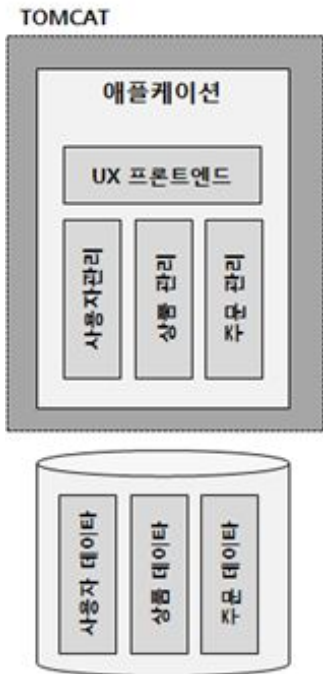 TOMCAT
애플케이션
UX 프론트엔드
사용자관리
상품 관리
주문 관리
사용자 데이타
상품 데이타
주문 데이타